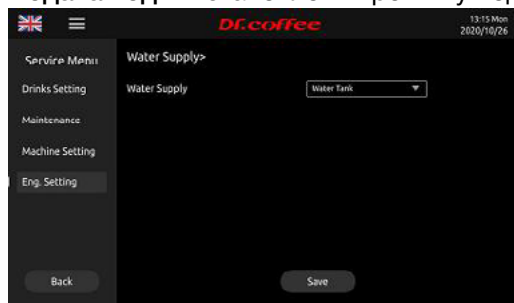 Dr.coffee
13:15 Mon
2020/10/26
Service Menu
Water Supply>
Drinks Setting
Water Supply
Water Tank
Maintenance
Machine Setting
Eng. Setting
Back
Save